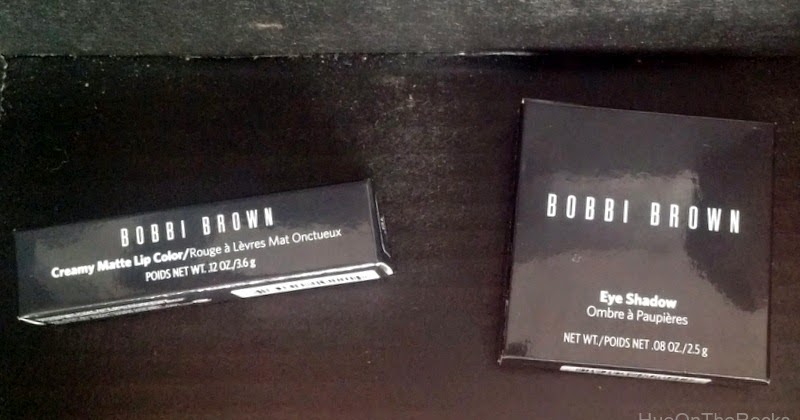 BOBBI BROWN
Creamy Matte Lip Color/Rouge à Lèvres Mat Onctueux
POIDS NET WT. .12 OZ./3.6 g
BOBBI BROWN
Eye Shadow
Ombre à Paupières
NET WT./POIDS NET .08 OZ./2.5 g
HueOnTheRocks